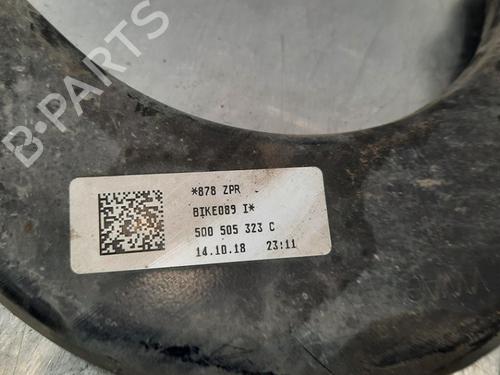 B-PARTS
*878 ZPR -
BIKE089 I*
5Q0 505 323 C
14.10.18 23:11